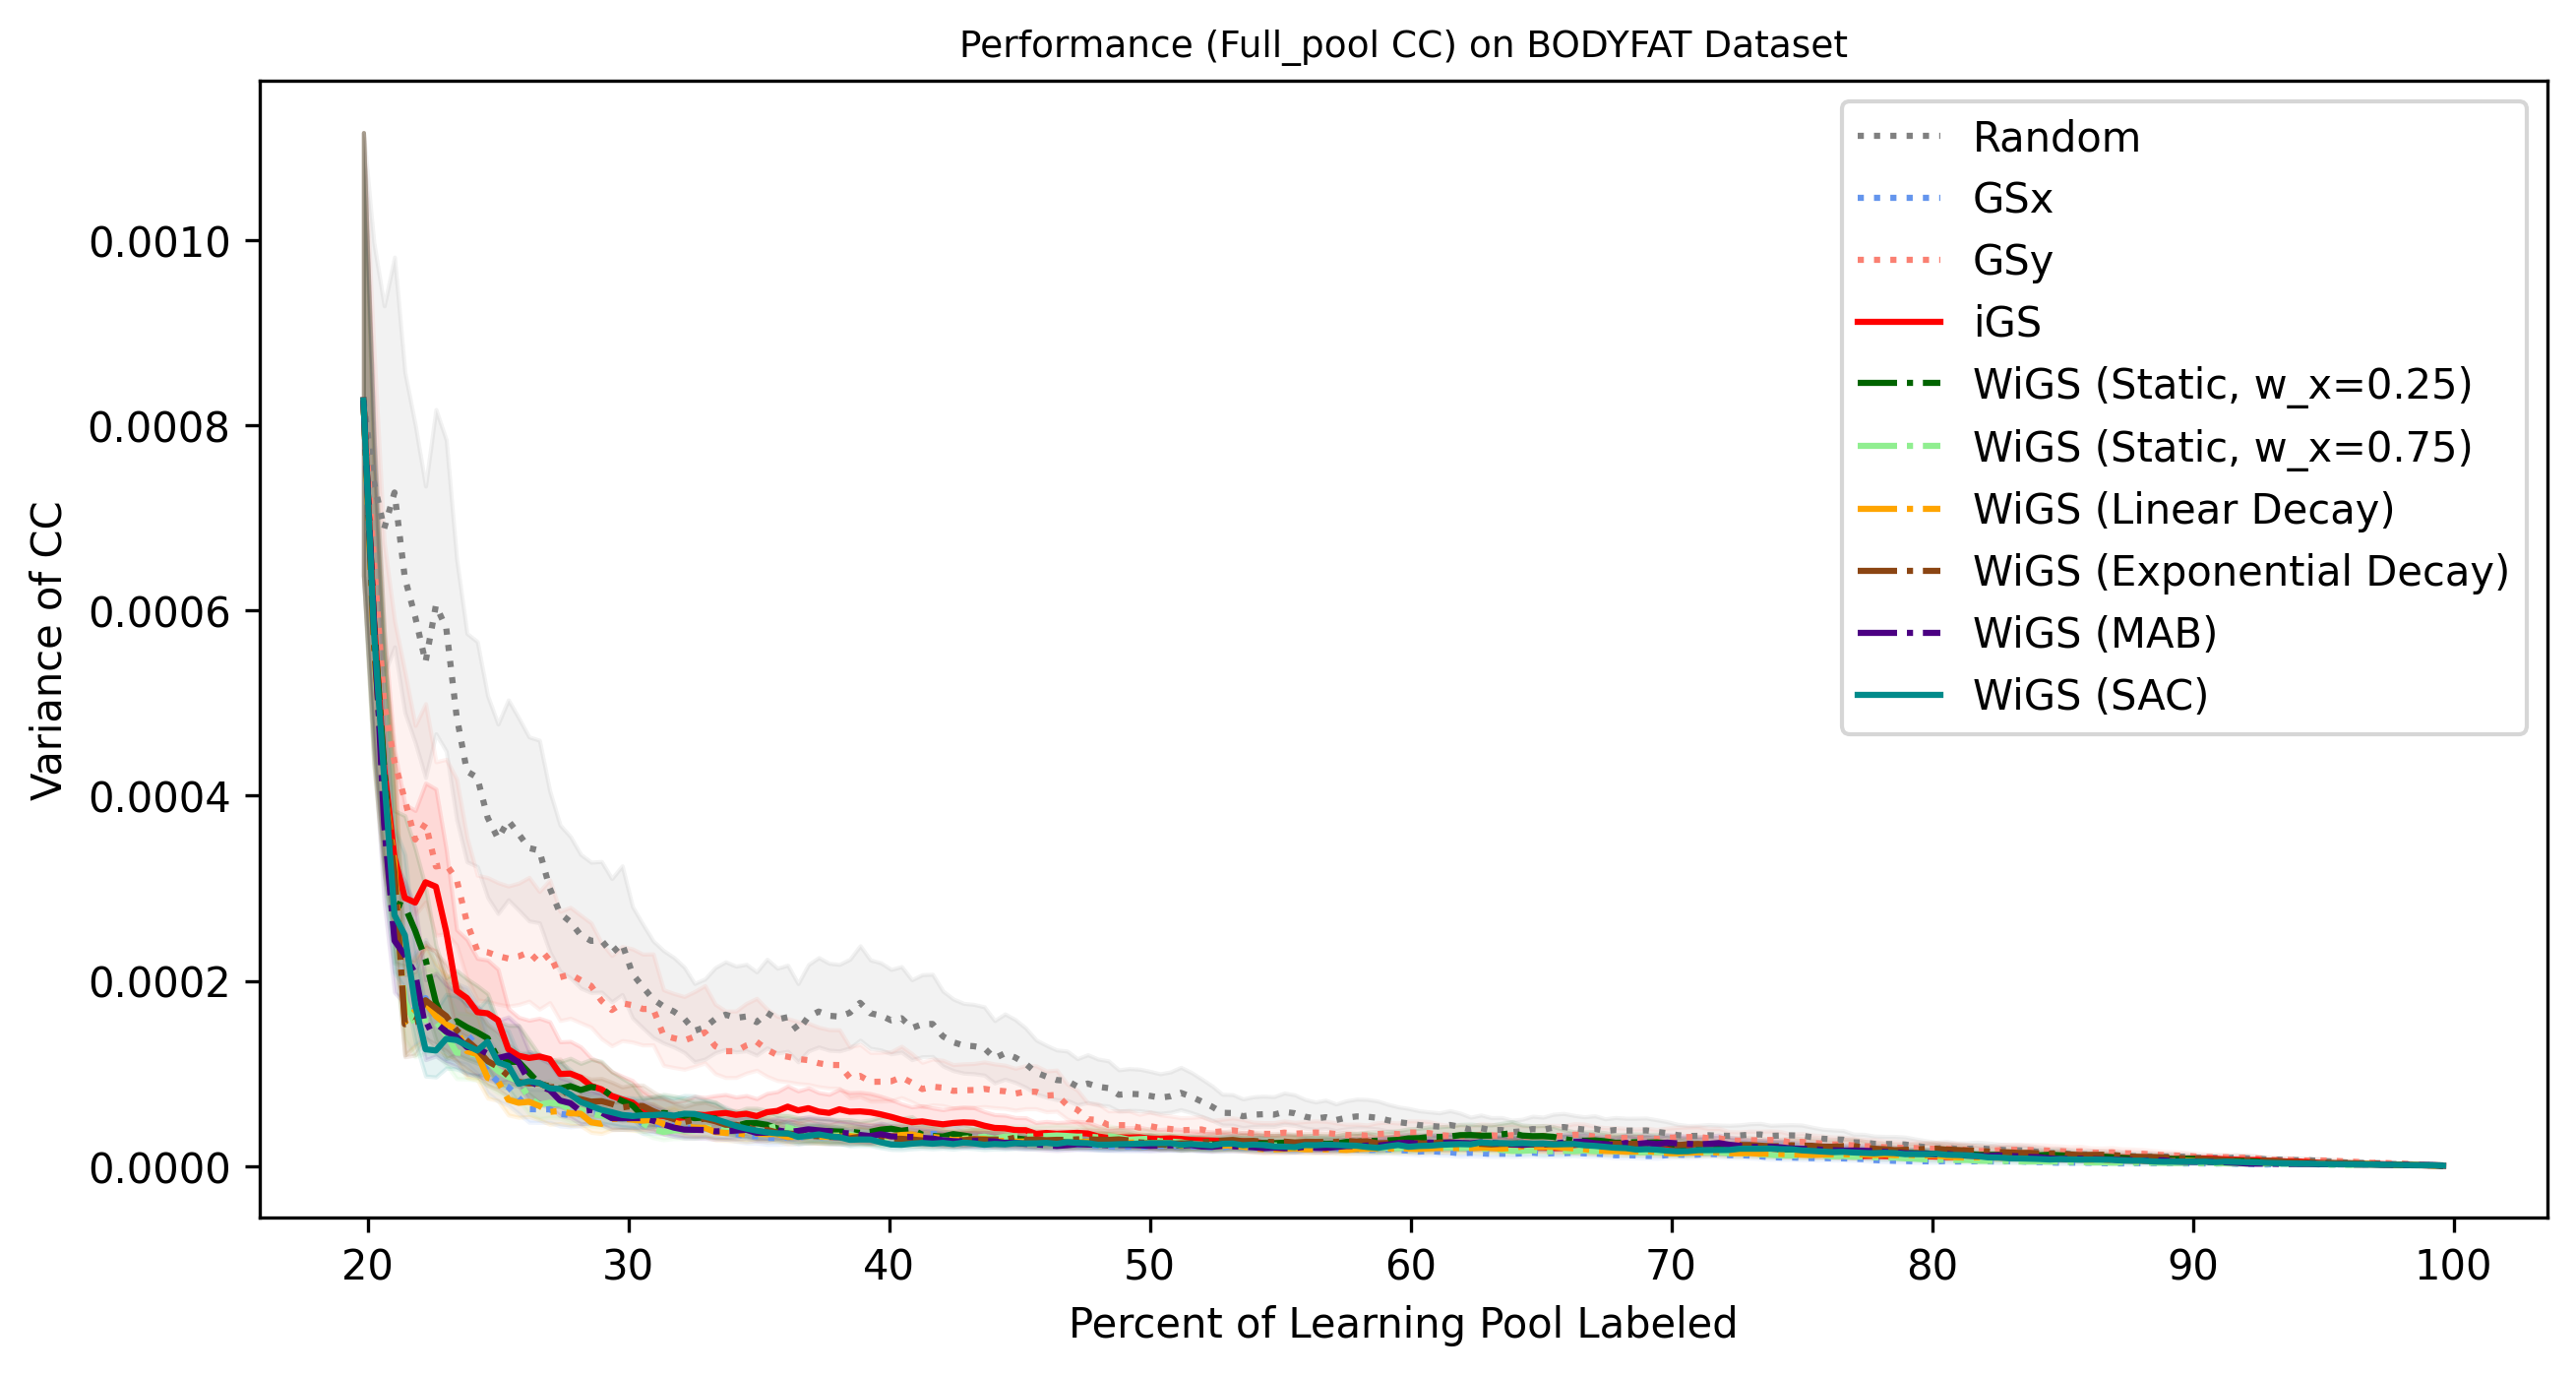 Performance (Full_pool CC) on BODYFAT Dataset
Variance of CC
0.0010
0.0008
0.0006
0.0004
0.0002
0.0000
20 30 40 50 60 70 80 90 100
Percent of Learning Pool Labeled
Random
GSx
GSy
iGS
WiGS (Static, w_x=0.25)
WiGS (Static, w_x=0.75)
WiGS (Linear Decay)
WiGS (Exponential Decay)
WiGS (MAB)
WiGS (SAC)